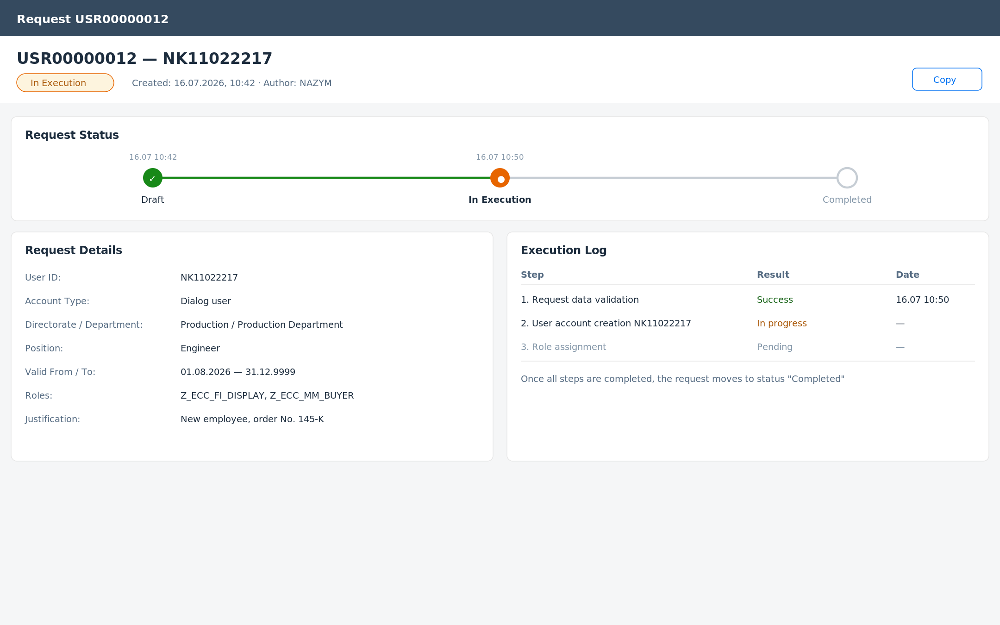 Request USR00000012
USR00000012 — NK11022217
In Execution
Created: 16.07.2026, 10:42 · Author: NAZYM
Copy
Request Status
16.07 10:42
16.07 10:50
✓
Draft
In Execution
Completed
Request Details
User ID: NK11022217
Account Type: Dialog user
Directorate / Department: Production / Production Department
Position: Engineer
Valid From / To: 01.08.2026 — 31.12.9999
Roles: Z_ECC_FI_DISPLAY, Z_ECC_MM_BUYER
Justification: New employee, order No. 145-K
Execution Log
Step Result Date
1. Request data validation Success 16.07 10:50
2. User account creation NK11022217 In progress —
3. Role assignment Pending —
Once all steps are completed, the request moves to status "Completed"